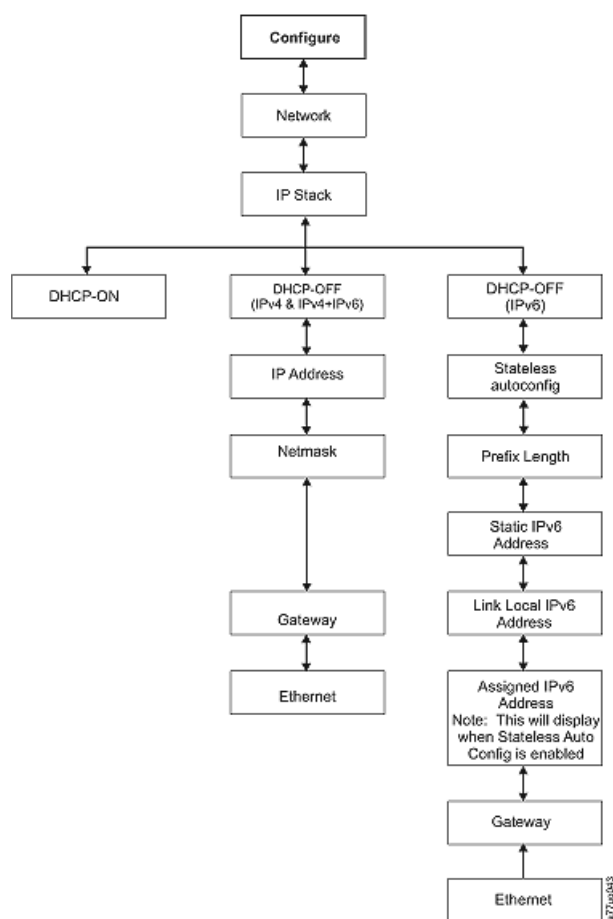 Configure
Network
IP Stack
DHCP-ON
DHCP-OFF
(IPv4 & IPv4+IPv6)
DHCP-OFF
(IPv6)
IP Address
Stateless
autoconfig
Netmask
Prefix Length
Static IPv6
Address
Gateway
Link Local IPv6
Address
Ethernet
Assigned IPv6
Address
Note: This will display
when Stateless Auto
Config is enabled
Gateway
Ethernet